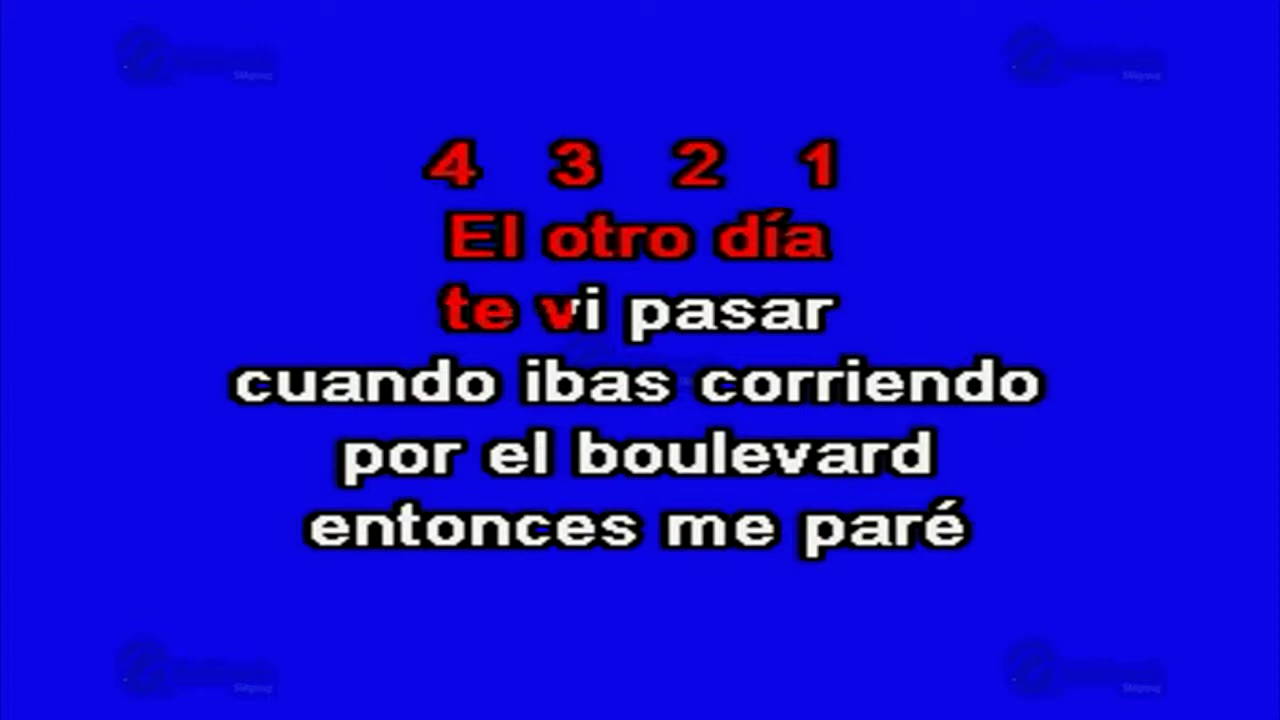 4 3 2 1
El otro día
te vi pasar
cuando ibas corriendo
por el boulevard
entonces me paré